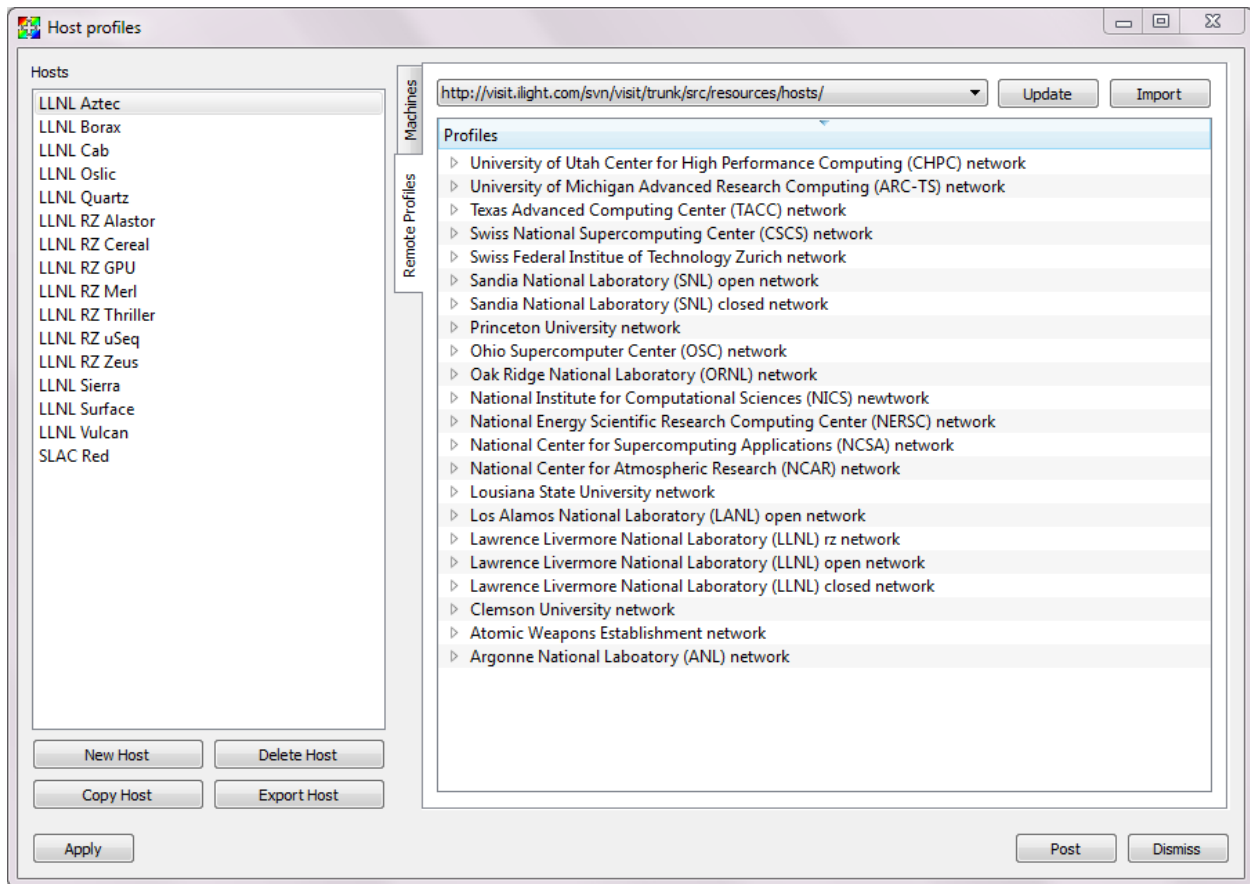 Host profiles
Hosts
LLNL Aztec
LLNL Borax
LLNL Cab
LLNL Oslic
LLNL Quartz
LLNL RZ Alastor
LLNL RZ Cereal
LLNL RZ GPU
LLNL RZ Merl
LLNL RZ Thriller
LLNL RZ uSeq
LLNL RZ Zeus
LLNL Sierra
LLNL Surface
LLNL Vulcan
SLAC Red
New Host
Delete Host
Copy Host
Export Host
Machines
Remote Profiles
http://visit.ilight.com/svn/visit/trunk/src/resources/hosts/
Update
Import
Profiles
University of Utah Center for High Performance Computing (CHPC) network
University of Michigan Advanced Research Computing (ARC-TS) network
Texas Advanced Computing Center (TACC) network
Swiss National Supercomputing Center (CSCS) network
Swiss Federal Institue of Technology Zurich network
Sandia National Laboratory (SNL) open network
Sandia National Laboratory (SNL) closed network
Princeton University network
Ohio Supercomputer Center (OSC) network
Oak Ridge National Laboratory (ORNL) network
National Institute for Computational Sciences (NICS) newtwork
National Energy Scientific Research Computing Center (NERSC) network
National Center for Supercomputing Applications (NCSA) network
National Center for Atmospheric Research (NCAR) network
Lousiana State University network
Los Alamos National Laboratory (LANL) open network
Lawrence Livermore National Laboratory (LLNL) rz network
Lawrence Livermore National Laboratory (LLNL) open network
Lawrence Livermore National Laboratory (LLNL) closed network
Clemson University network
Atomic Weapons Establishment network
Argonne National Laboatory (ANL) network
Apply
Post
Dismiss